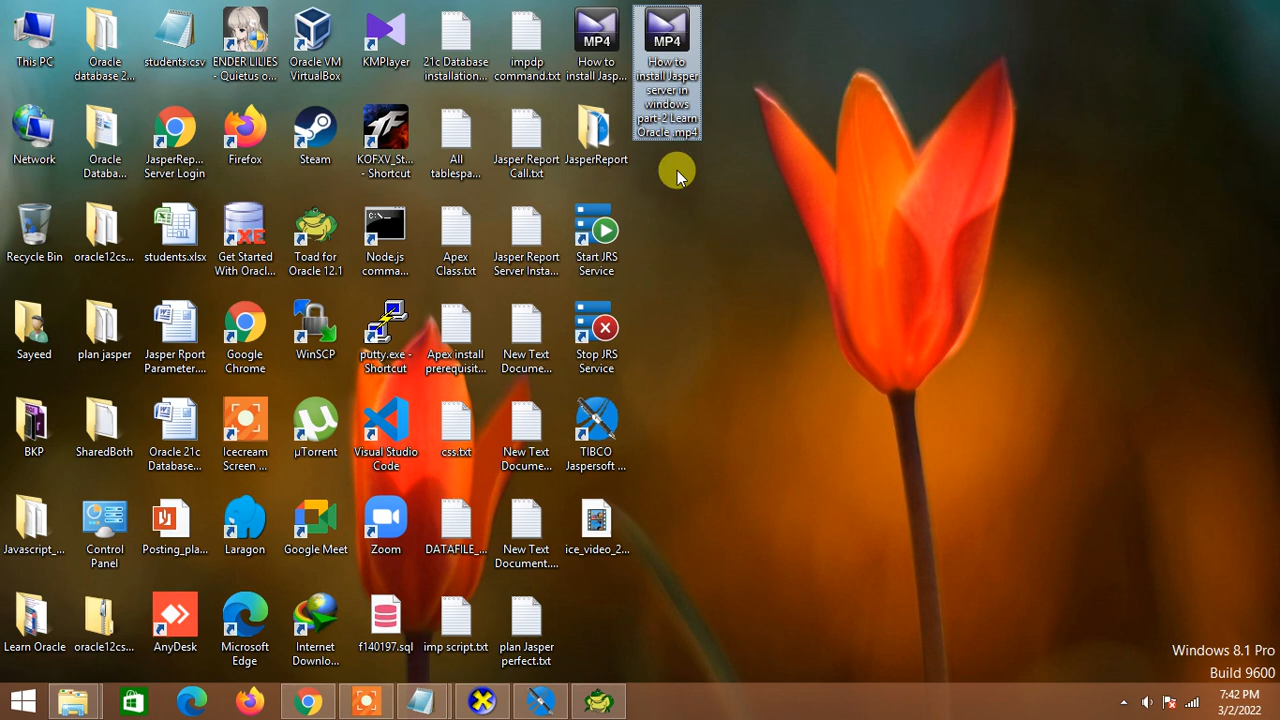 This PC
Network
Recycle Bin
Sayeed
BKP
Javascript_...
Learn Oracle
Oracle
database 2...
Oracle
Databa...
oracle12cs...
plan jasper
SharedBoth
Control
Panel
oracle12cs...
students.csv
JasperRep...
Server Login
students.xlsx
Jasper Rport
Parameter....
Oracle 21c
Databas...
Posting_pla...
AnyDesk
ENDER LILIES
- Quietus o...
Firefox
XE
Get Started
With Oracl...
Google
Chrome
Icecream
Screen ...
Laragon
Microsoft
Edge
Oracle VM
VirtualBox
Steam
Toad for
Oracle 12.1
WinSCP
µTorrent
Google Meet
Internet
Downlo...
KMPlayer
KOFXV_St...
- Shortcut
C:\_
Node.js
comma...
putty.exe -
Shortcut
Visual Studio
Code
Zoom
f140197.sql
21c Database
installation...
All
tablespa...
Apex
Class.txt
Apex install
prerequisit...
css.txt
DATAFILE_...
imp script.txt
impdp
command.txt
Jasper Report
Call.txt
Jasper Report
Server Insta...
New Text
Docume...
New Text
Docume...
New Text
Document....
plan Jasper
perfect.txt
MP4
How to
install Jasp...
JasperReport
Start JRS
Service
Stop JRS
Service
TIBCO
Jaspersoft ...
ice_video_2...
MP4
How to
install Jasper
server in
windows
part-2 Learn
Oracle .mp4
Windows 8.1 Pro
Build 9600
7:42 PM
3/2/2022